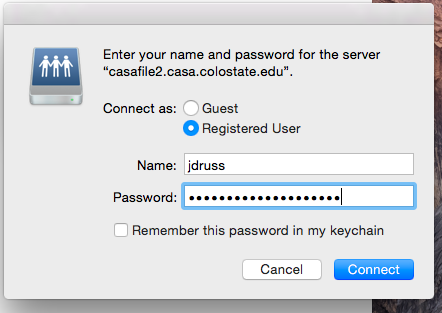 Enter your name and password for the server
“casafile2.casa.colostate.edu”.
Connect as: Guest
Registered User
Name: jdruss
Password: ••••••••••••••••••••
Remember this password in my keychain
Cancel Connect